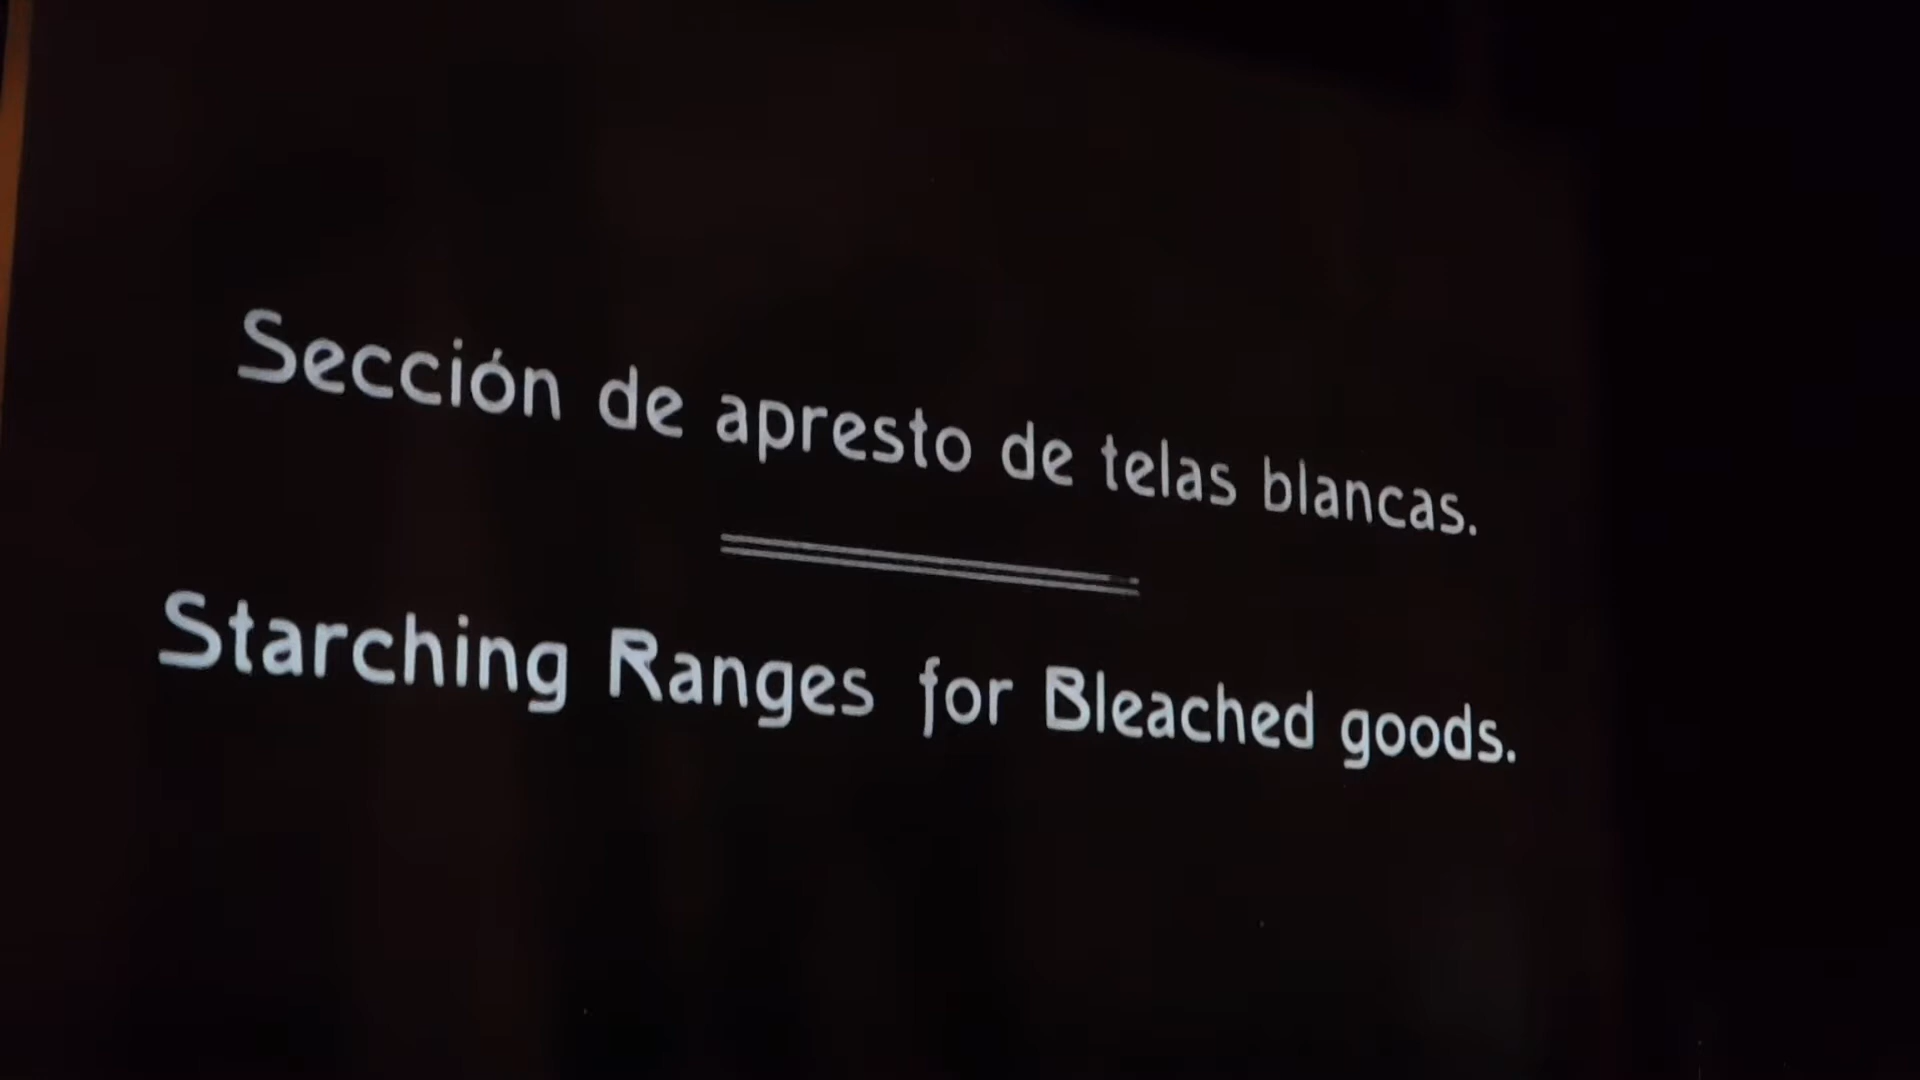 Sección de apresto de telas blancas.
Starching Ranges for Bleached goods.